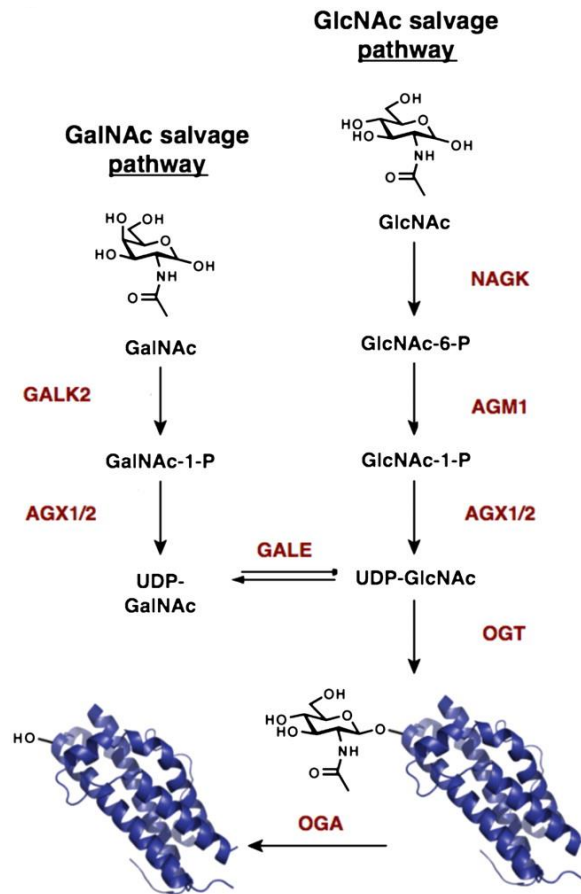 GlcNAc salvage
pathway
GalNAc salvage
pathway
OH
HO
HO
O
OH
NH
O
GlcNAc
HO
OH
HO
O
OH
NH
O
GalNAc
NAGK
GlcNAc-6-P
GALK2
AGM1
GalNAc-1-P
GlcNAc-1-P
AGX1/2
AGX1/2
GALE
UDP-
GalNAc
UDP-GlcNAc
OGT
OH
HO
HO
O
O
NH
O
HO
OGA